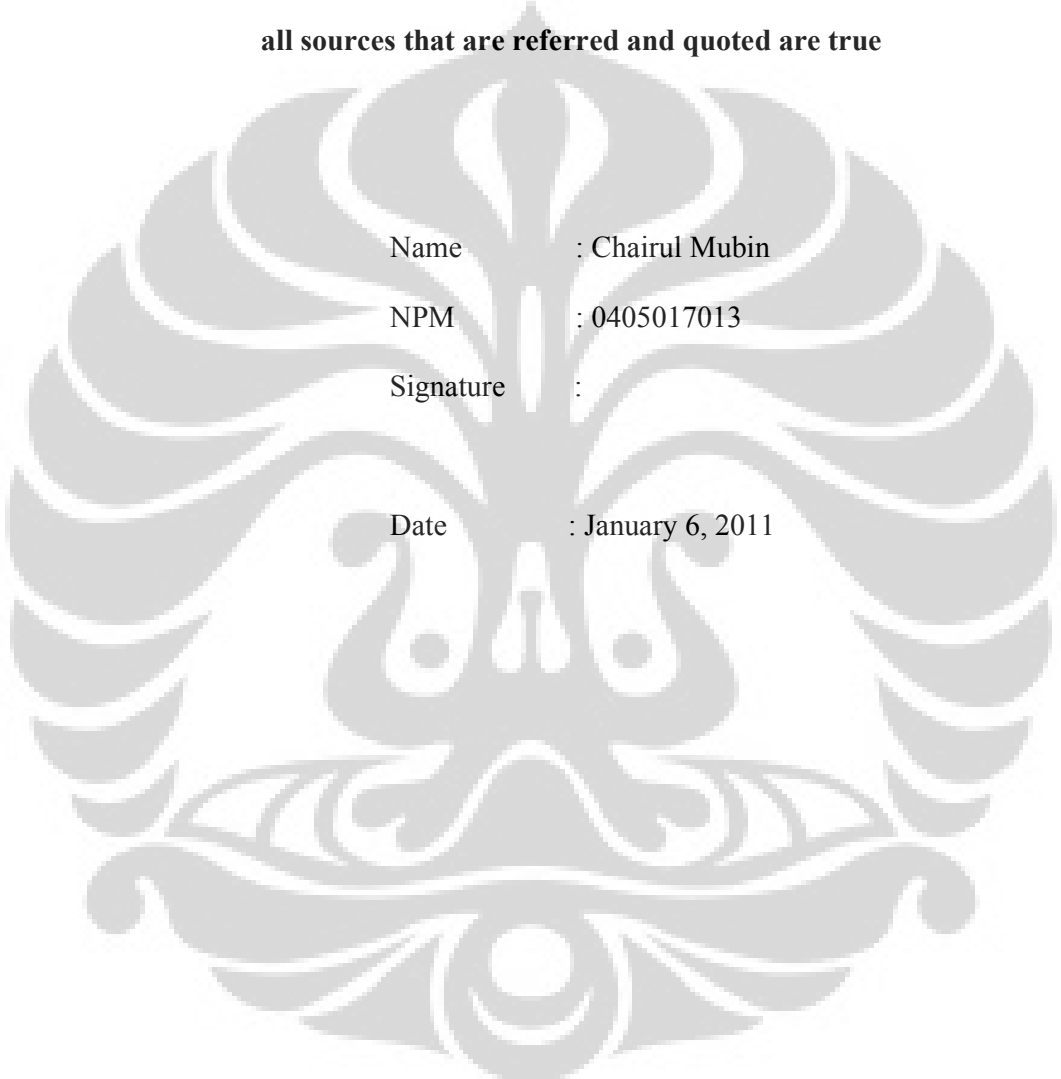 all sources that are referred and quoted are true
Name : Chairul Mubin
NPM : 0405017013
Signature :
Date : January 6, 2011